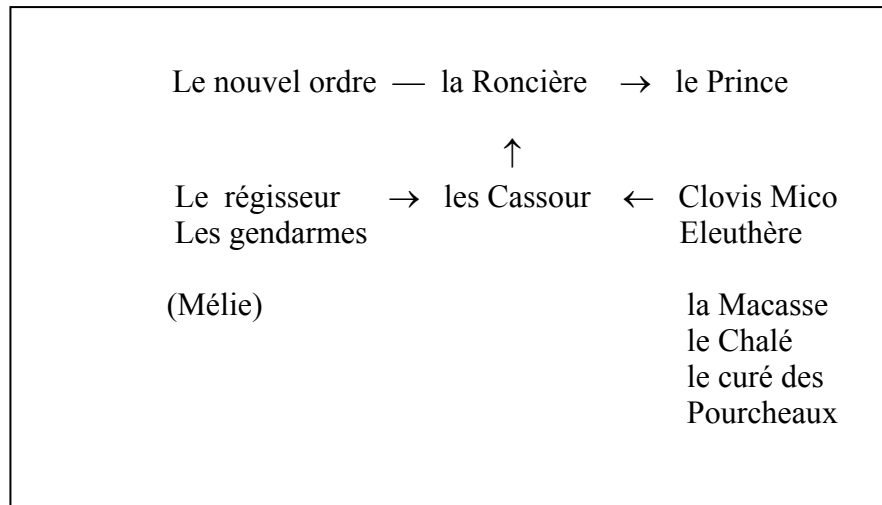 Le nouvel ordre — la Roncière → le Prince
↑
Le régisseur → les Cassour ← Clovis Mico
Les gendarmes Eleuthère
(Mélie) la Macasse
le Chalé
le curé des
Pourcheaux